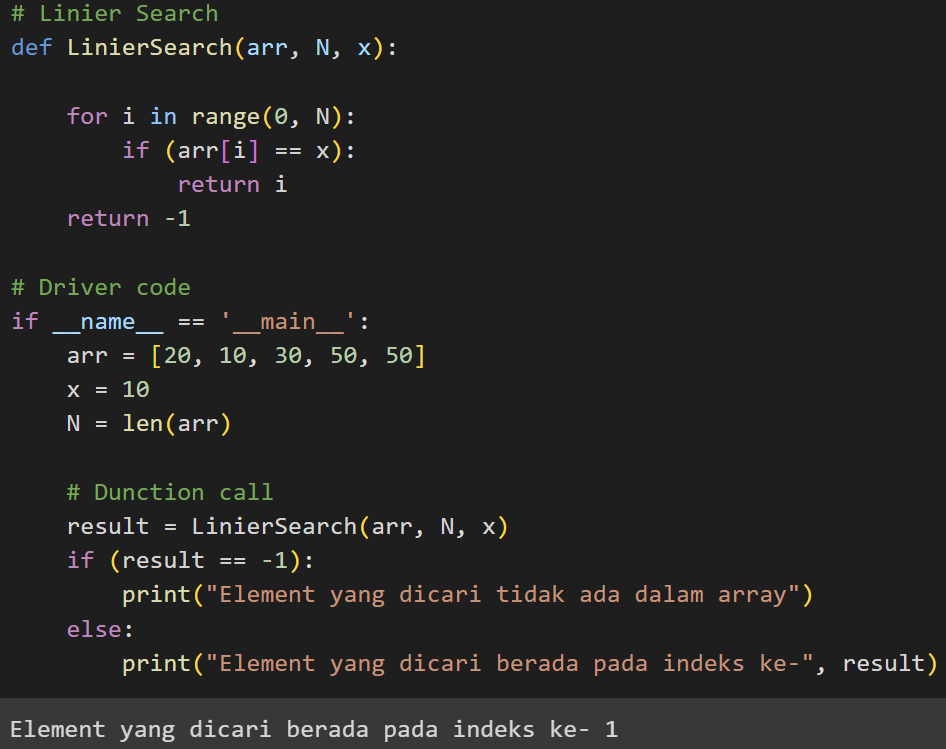 # Linier Search
def LinierSearch(arr, N, x):
    for i in range(0, N):
        if (arr[i] == x):
            return i
    return -1
# Driver code
if __name__ == '__main__':
    arr = [20, 10, 30, 50, 50]
    x = 10
    N = len(arr)
    # Dunction call
    result = LinierSearch(arr, N, x)
    if (result == -1):
        print("Element yang dicari tidak ada dalam array")
    else:
        print("Element yang dicari berada pada indeks ke-", result)
Element yang dicari berada pada indeks ke- 1